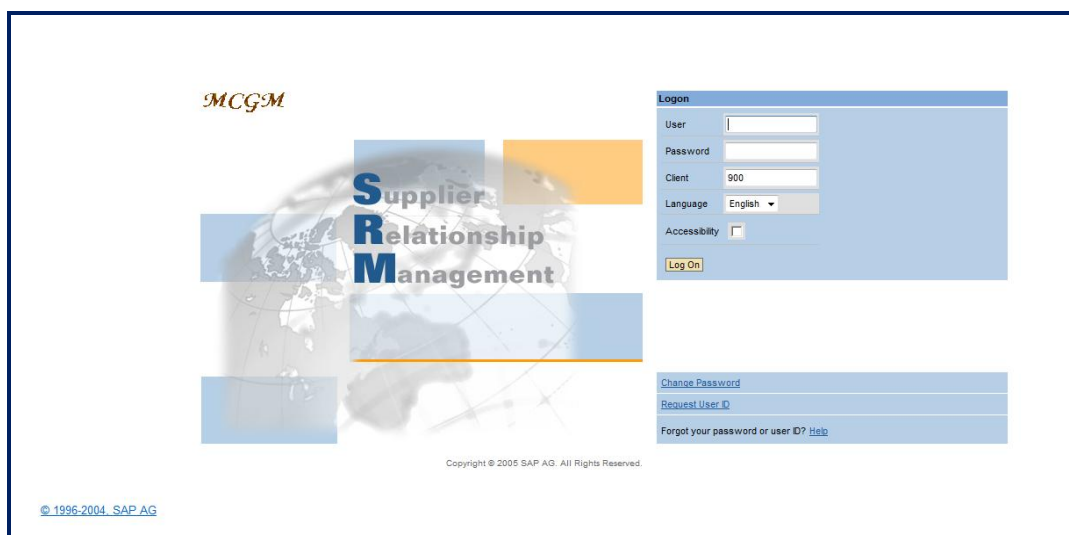 MCGM
Supplier
Relationship
Management
Copyright © 2005 SAP AG. All Rights Reserved.
Logon
User
Password
Client 900
Language English
Accessibility
Log On
Change Password
Request User ID
Forgot your password or user ID? Help
© 1996-2004, SAP AG